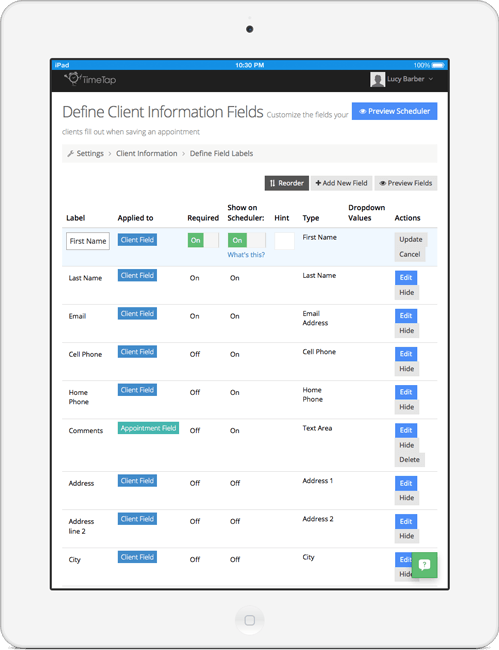 iPad 10:30 PM 100%
TimeTap Lucy Barber
Define Client Information Fields Customize the fields your
clients fill out when saving an appointment
Preview Scheduler
Settings > Client Information > Define Field Labels
Reorder + Add New Field Preview Fields
Label Applied to Required Show on Scheduler: Hint Type Dropdown Values Actions
First Name Client Field On On First Name Update
What's this? Cancel
Last Name Client Field On On Last Name Edit
Hide
Email Client Field On On Email Address Edit
Hide
Cell Phone Client Field Off On Cell Phone Edit
Hide
Home Phone Client Field Off On Home Phone Edit
Hide
Comments Appointment Field Off On Text Area Edit
Hide
Delete
Address Client Field Off Off Address 1 Edit
Hide
Address line 2 Client Field Off Off Address 2 Edit
Hide
City Client Field Off Off City Edit
Hide